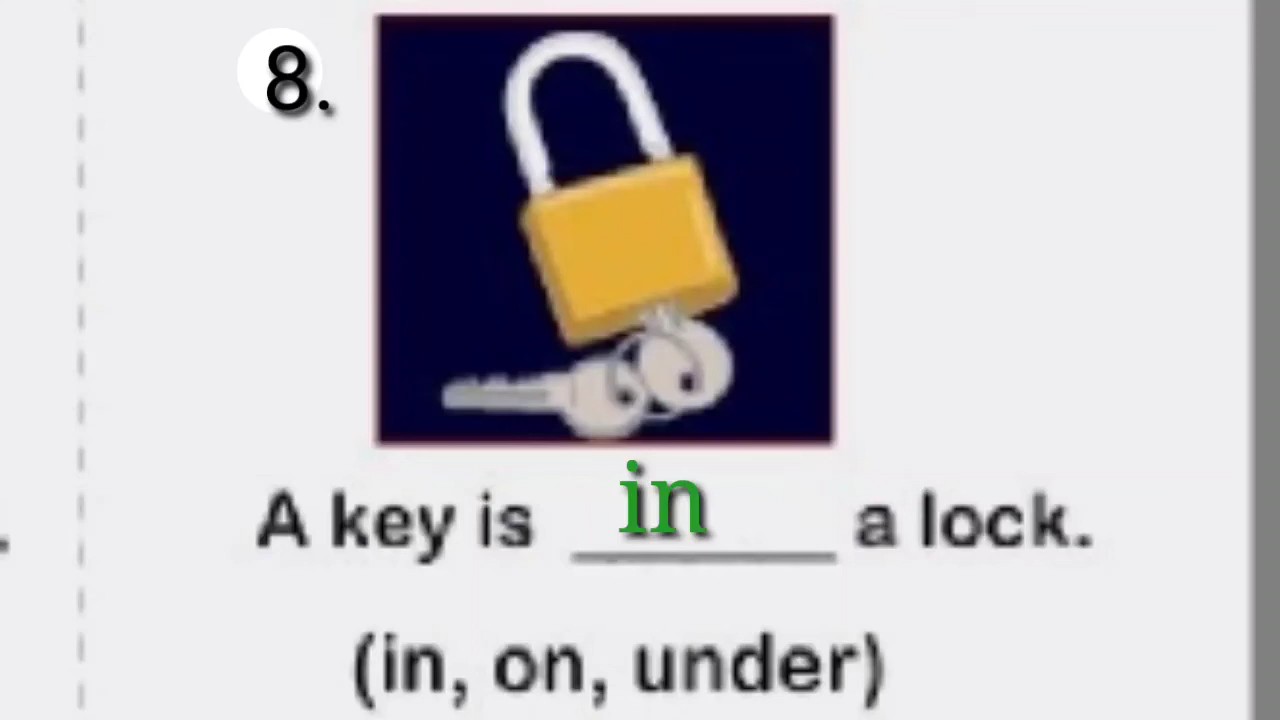 8.
A key is in a lock.
(in, on, under)